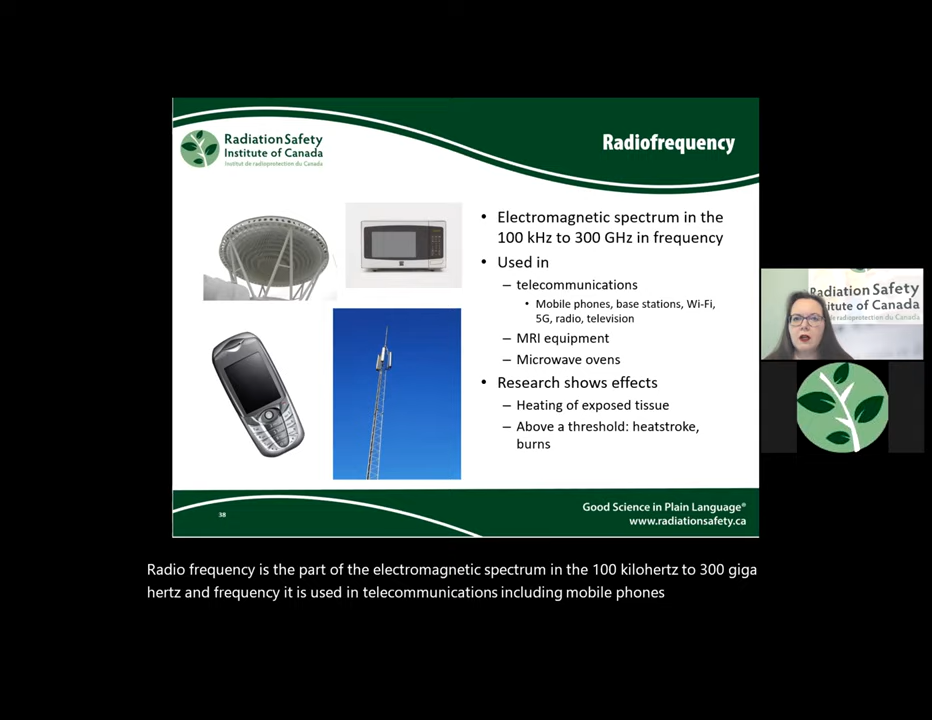 Radiation Safety
Institute of Canada
Institut de radioprotection du Canada
Radiofrequency
• Electromagnetic spectrum in the
100 kHz to 300 GHz in frequency
• Used in
– telecommunications
• Mobile phones, base stations, Wi-Fi,
5G, radio, television
– MRI equipment
– Microwave ovens
• Research shows effects
– Heating of exposed tissue
– Above a threshold: heatstroke,
burns
38
Good Science in Plain Language®
www.radiationsafety.ca
Radiation Safety
itute of Canada
de radioprotection du Canada
Radio frequency is the part of the electromagnetic spectrum in the 100 kilohertz to 300 giga
hertz and frequency it is used in telecommunications including mobile phones